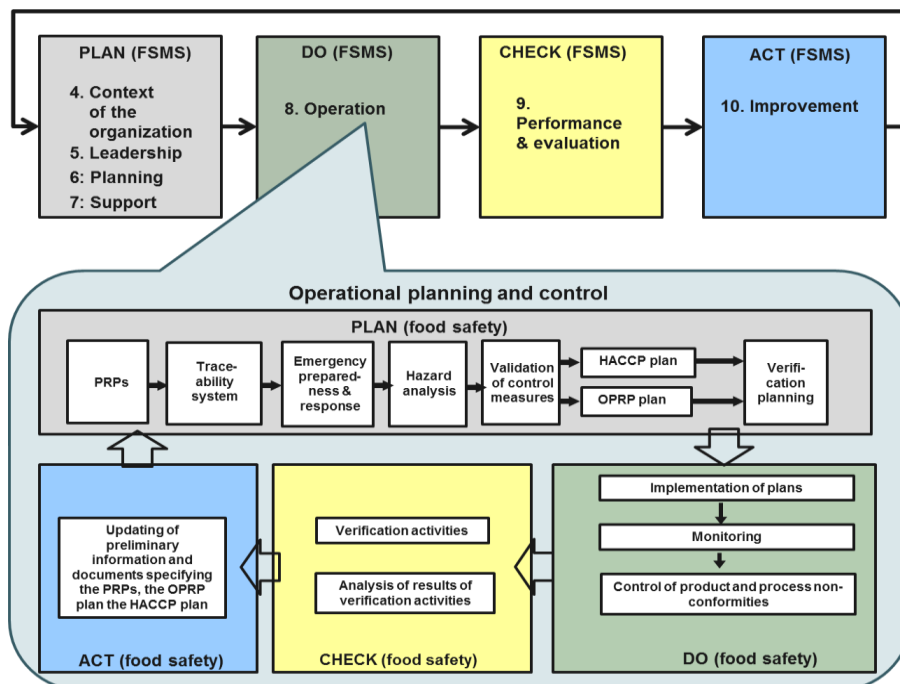 PLAN (FSMS)
4. Context
of the
organization
5. Leadership
6: Planning
7: Support
DO (FSMS)
8. Operation
CHECK (FSMS)
9.
Performance
& evaluation
ACT (FSMS)
10. Improvement
Operational planning and control
PLAN (food safety)
PRPs
Trace-
ability
system
Emergency
prepared-
ness &
response
Hazard
analysis
Validation
of control
measures
HACCP plan
OPRP plan
Verifi-
cation
planning
Updating of
preliminary
information and
documents specifying
the PRPs, the OPRP
plan the HACCP plan
ACT (food safety)
Verification activities
Analysis of results of
verification activities
CHECK (food safety)
Implementation of plans
Monitoring
Control of product and process non-
conformities
DO (food safety)